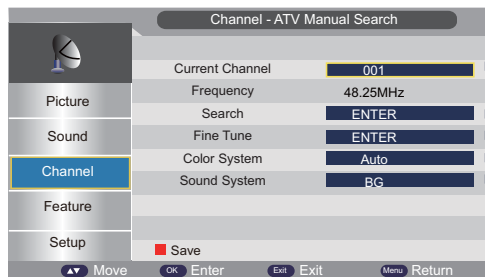 Channel - ATV Manual Search
Current Channel 001
Frequency 48.25MHz
Search ENTER
Fine Tune ENTER
Color System Auto
Sound System BG
Picture
Sound
Channel
Feature
Setup
Save
▲▼ Move OK Enter Exit Exit Menu Return